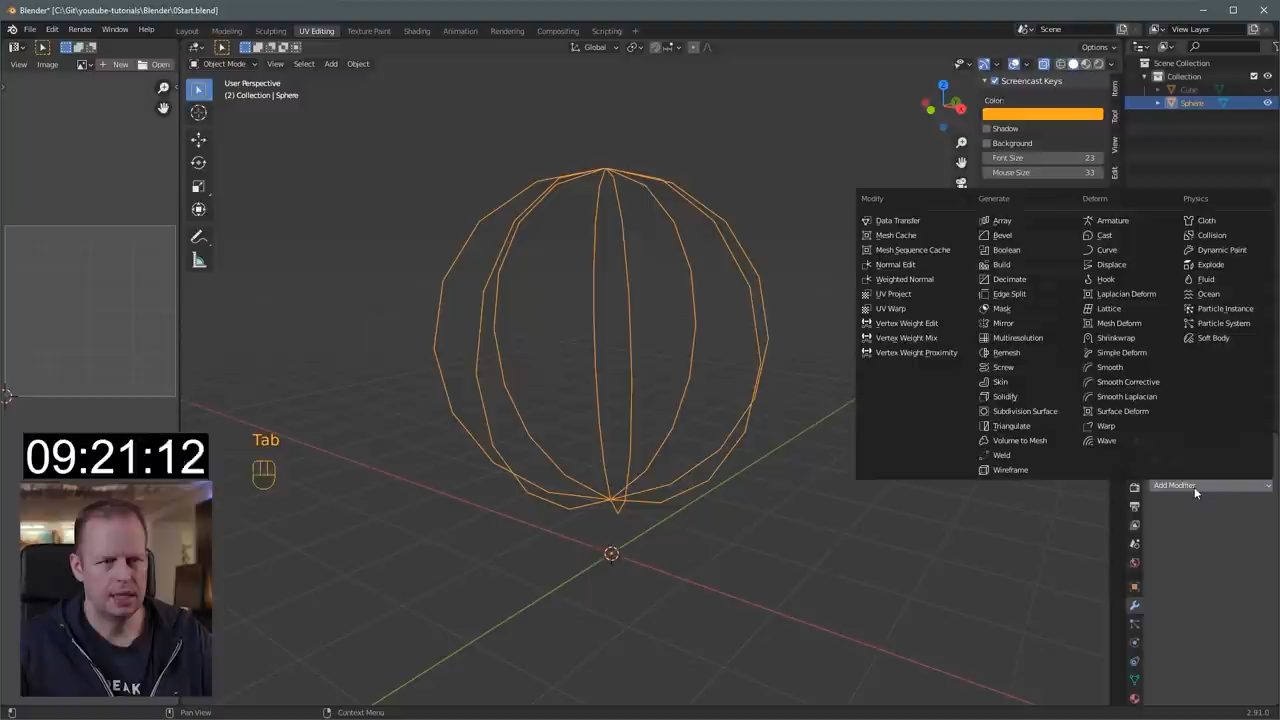 Blender* [C:\Git\youtube-tutorials\Blender\0Start.blend]
File Edit Render Window Help
Layout Modeling Sculpting UV Editing Texture Paint Shading Animation Rendering Compositing Scripting +
Scene
View Layer
Global
Options
View Image
New
Open
Object Mode View Select Add Object
Scene Collection
Collection
Cube
Sphere
User Perspective
(2) Collection | Sphere
Screencast Keys
Color:
Shadow
Background
Font Size 23
Mouse Size 33
Item
Tool
View
Edit
X
Z
Modify
Data Transfer
Mesh Cache
Mesh Sequence Cache
Normal Edit
Weighted Normal
UV Project
UV Warp
Vertex Weight Edit
Vertex Weight Mix
Vertex Weight Proximity
Generate
Array
Bevel
Boolean
Build
Decimate
Edge Split
Mask
Mirror
Multiresolution
Remesh
Screw
Skin
Solidify
Subdivision Surface
Triangulate
Volume to Mesh
Weld
Wireframe
Deform
Armature
Cast
Curve
Displace
Hook
Laplacian Deform
Lattice
Mesh Deform
Shrinkwrap
Simple Deform
Smooth
Smooth Corrective
Smooth Laplacian
Surface Deform
Warp
Wave
Physics
Cloth
Collision
Dynamic Paint
Explode
Fluid
Ocean
Particle Instance
Particle System
Soft Body
Add Modifier
Tab
09:21:12
Pan View
Context Menu
2.91.0